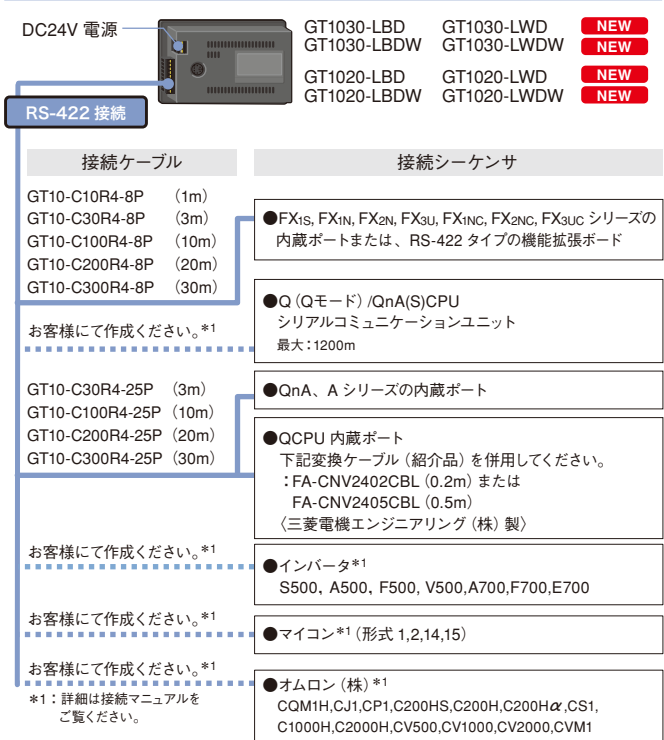 DC24V 電源
GT1030-LBD GT1030-LWD NEW
GT1030-LBDW GT1030-LWDW NEW
GT1020-LBD GT1020-LWD NEW
GT1020-LBDW GT1020-LWDW NEW
RS-422 接続
接続ケーブル
接続シーケンサ
GT10-C10R4-8P (1m)
GT10-C30R4-8P (3m)
GT10-C100R4-8P (10m)
GT10-C200R4-8P (20m)
GT10-C300R4-8P (30m)
●FX1S, FX1N, FX2N, FX3U, FX1NC, FX2NC, FX3UC シリーズの
内蔵ポートまたは、RS-422 タイプの機能拡張ボード
お客様にて作成ください。*1
●Q(Qモード)/QnA(S)CPU
シリアルコミュニケーションユニット
最大:1200m
GT10-C30R4-25P (3m)
GT10-C100R4-25P (10m)
GT10-C200R4-25P (20m)
GT10-C300R4-25P (30m)
●QnA、A シリーズの内蔵ポート
●QCPU 内蔵ポート
下記変換ケーブル(紹介品)を併用してください。
:FA-CNV2402CBL(0.2m)または
FA-CNV2405CBL(0.5m)
〈三菱電機エンジニアリング(株)製〉
お客様にて作成ください。*1
●インバータ*1
S500, A500, F500, V500,A700,F700,E700
お客様にて作成ください。*1
●マイコン*1(形式 1,2,14,15)
お客様にて作成ください。*1
●オムロン(株)*1
CQM1H,CJ1,CP1,C200HS,C200H,C200Hα,CS1,
C1000H,C2000H,CV500,CV1000,CV2000,CVM1
*1:詳細は接続マニュアルを
ご覧ください。